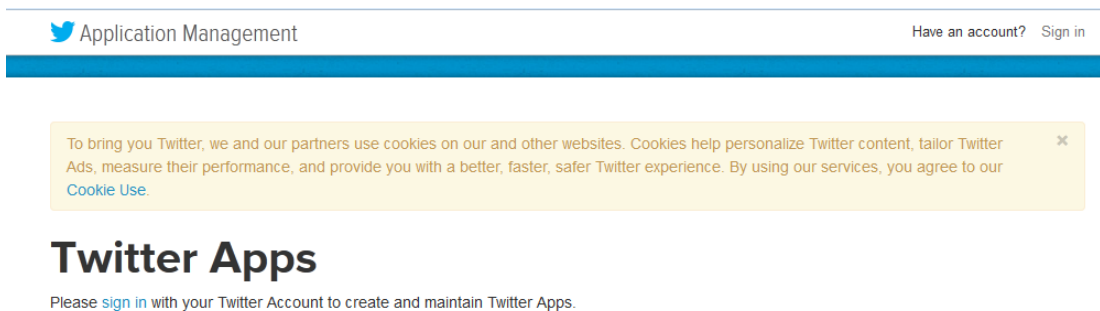 Application Management
Have an account? Sign in
To bring you Twitter, we and our partners use cookies on our and other websites. Cookies help personalize Twitter content, tailor Twitter
Ads, measure their performance, and provide you with a better, faster, safer Twitter experience. By using our services, you agree to our
Cookie Use.
×
Twitter Apps
Please sign in with your Twitter Account to create and maintain Twitter Apps.